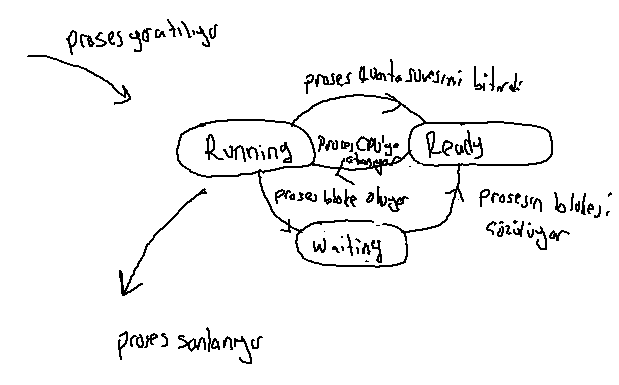 proses yaratılıyor
proses Quanta süresini bitirdi
Running
Proses CPU'ya
atanıyor
Ready
proses bloke oluyor
prosesin blokesi
çözülüyor
waiting
proses sonlanıyor